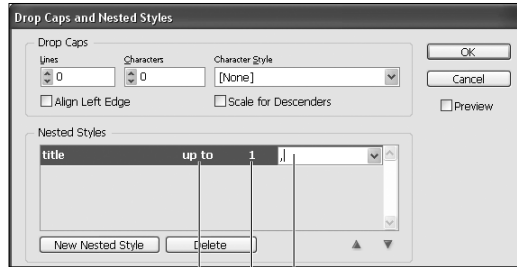 Drop Caps and Nested Styles
Drop Caps
Lines Characters Character Style
0 0 [None]
Align Left Edge Scale for Descenders
OK
Cancel
Preview
Nested Styles
title up to 1 ,
New Nested Style Delete